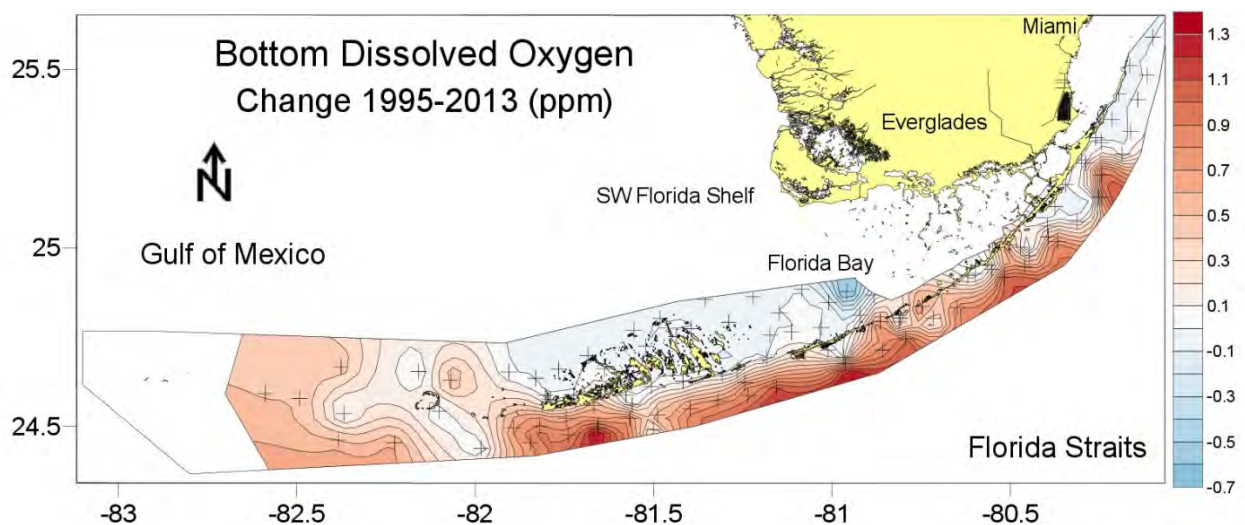 Bottom Dissolved Oxygen
Change 1995-2013 (ppm)
Miami
Everglades
SW Florida Shelf
N
Gulf of Mexico
Florida Bay
Florida Straits
25.5
25
24.5
-83
-82.5
-82
-81.5
-81
-80.5
1.3
1.1
0.9
0.7
0.5
0.3
0.1
-0.1
-0.3
-0.5
-0.7